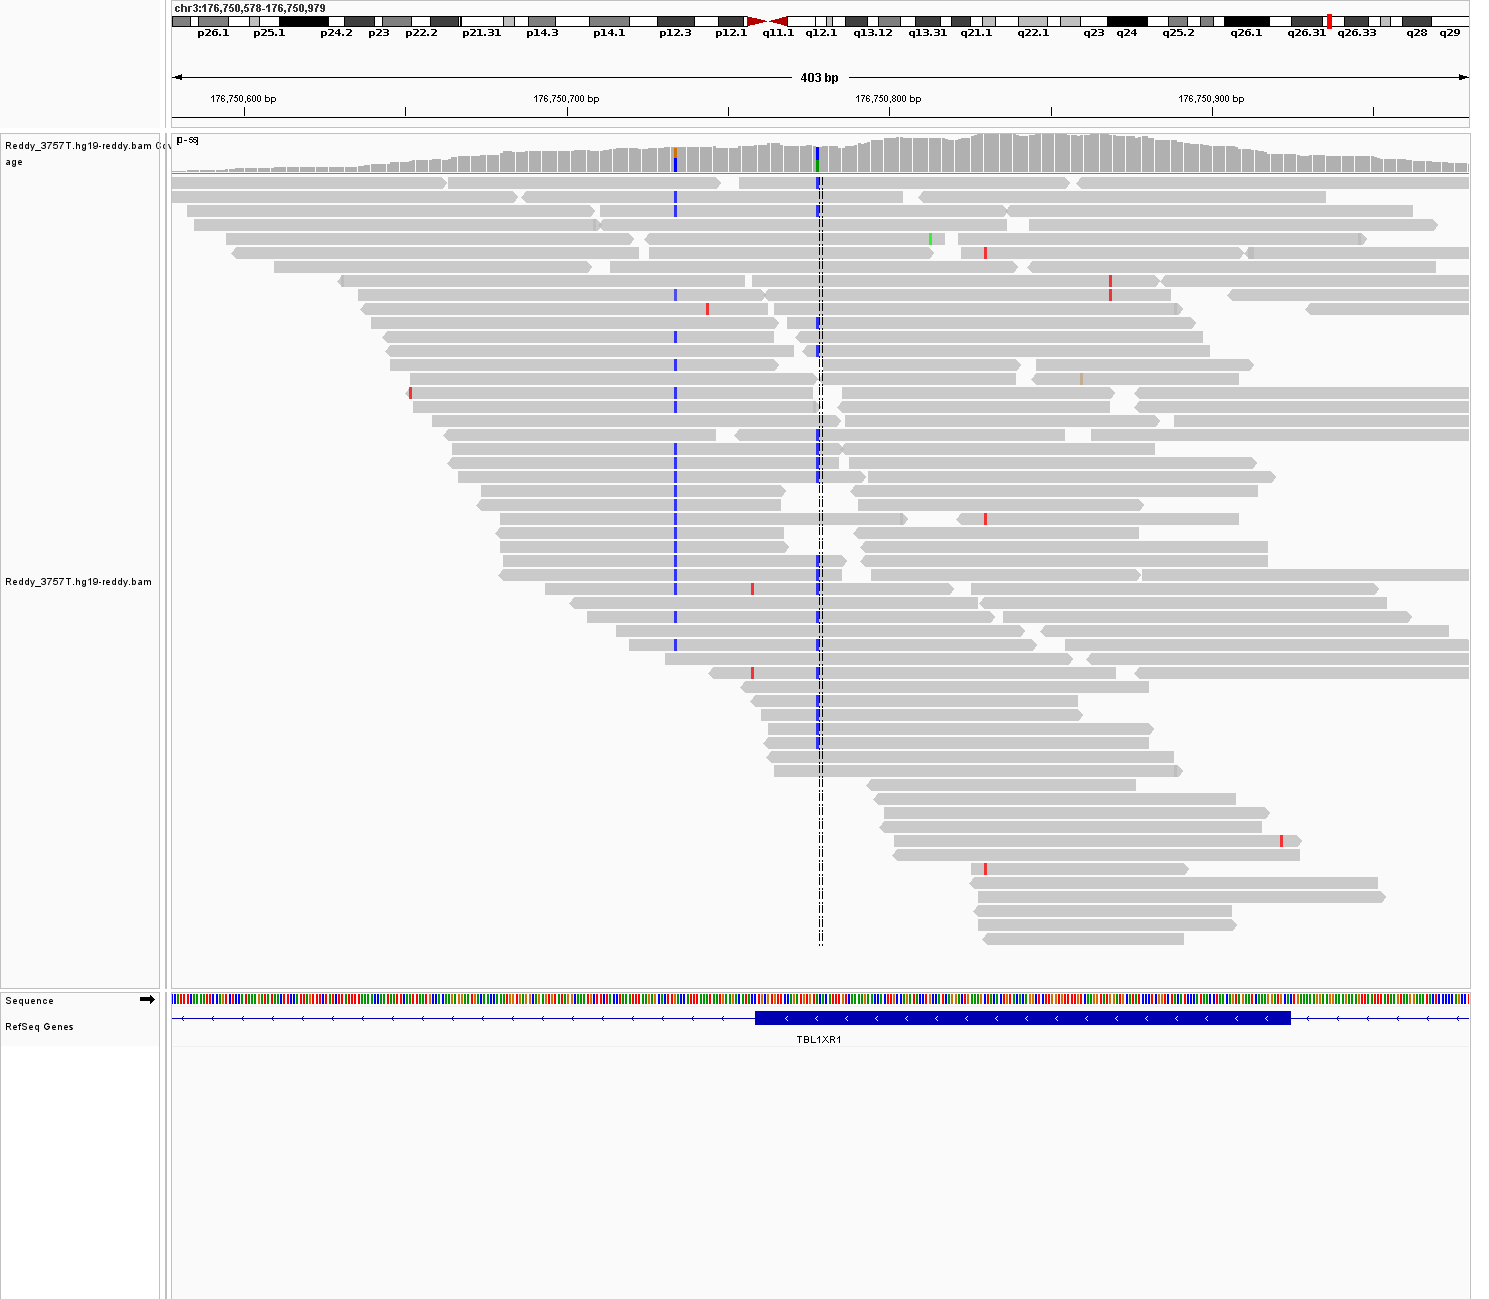 chr3:176,750,578-176,750,979
p26.1 p25.1 p24.2 p23 p22.2 p21.31 p14.3 p14.1 p12.3 p12.1 q11.1 q12.1 q13.12 q13.31 q21.1 q22.1 q23 q24 q25.2 q26.1 q26.31 q26.33 q28 q29
403 bp
176,750,600 bp 176,750,700 bp 176,750,800 bp 176,750,900 bp
Reddy_3757T.hg19-reddy.bam Cov
age
Reddy_3757T.hg19-reddy.bam
Sequence
RefSeq Genes
TBL1XR1